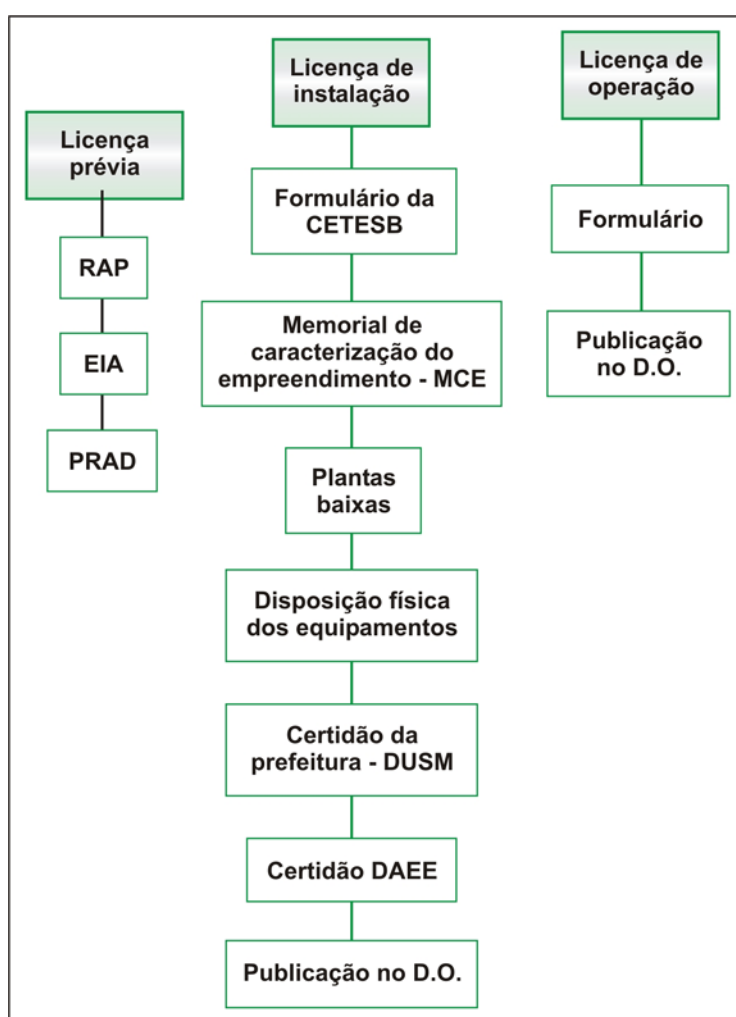 Licença
prévia
RAP
EIA
PRAD
Licença de
instalação
Formulário da
CETESB
Memorial de
caracterização do
empreendimento - MCE
Plantas
baixas
Disposição física
dos equipamentos
Certidão da
prefeitura - DUSM
Certidão DAEE
Publicação no D.O.
Licença de
operação
Formulário
Publicação
no D.O.